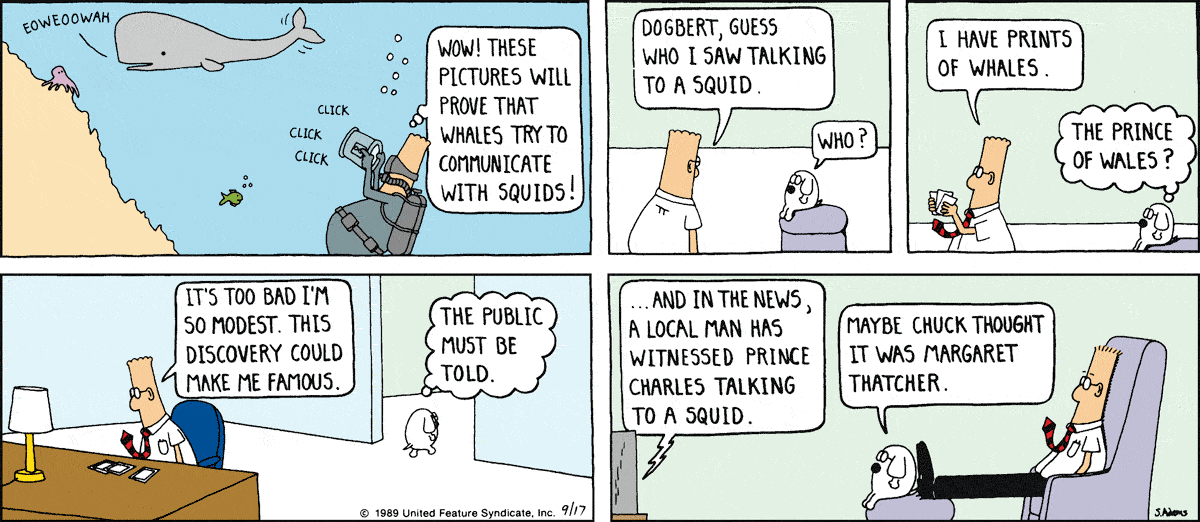 EOWEOOWAH
WOW! THESE
PICTURES WILL
PROVE THAT
WHALES TRY TO
COMMUNICATE
WITH SQUIDS!
CLICK
CLICK
CLICK
DOGBERT, GUESS
WHO I SAW TALKING
TO A SQUID.
WHO?
I HAVE PRINTS
OF WHALES.
THE PRINCE
OF WALES?
IT'S TOO BAD I'M
SO MODEST. THIS
DISCOVERY COULD
MAKE ME FAMOUS.
THE PUBLIC
MUST BE
TOLD.
© 1989 United Feature Syndicate, Inc. 9/17
...AND IN THE NEWS,
A LOCAL MAN HAS
WITNESSED PRINCE
CHARLES TALKING
TO A SQUID.
MAYBE CHUCK THOUGHT
IT WAS MARGARET
THATCHER.
S.Adams